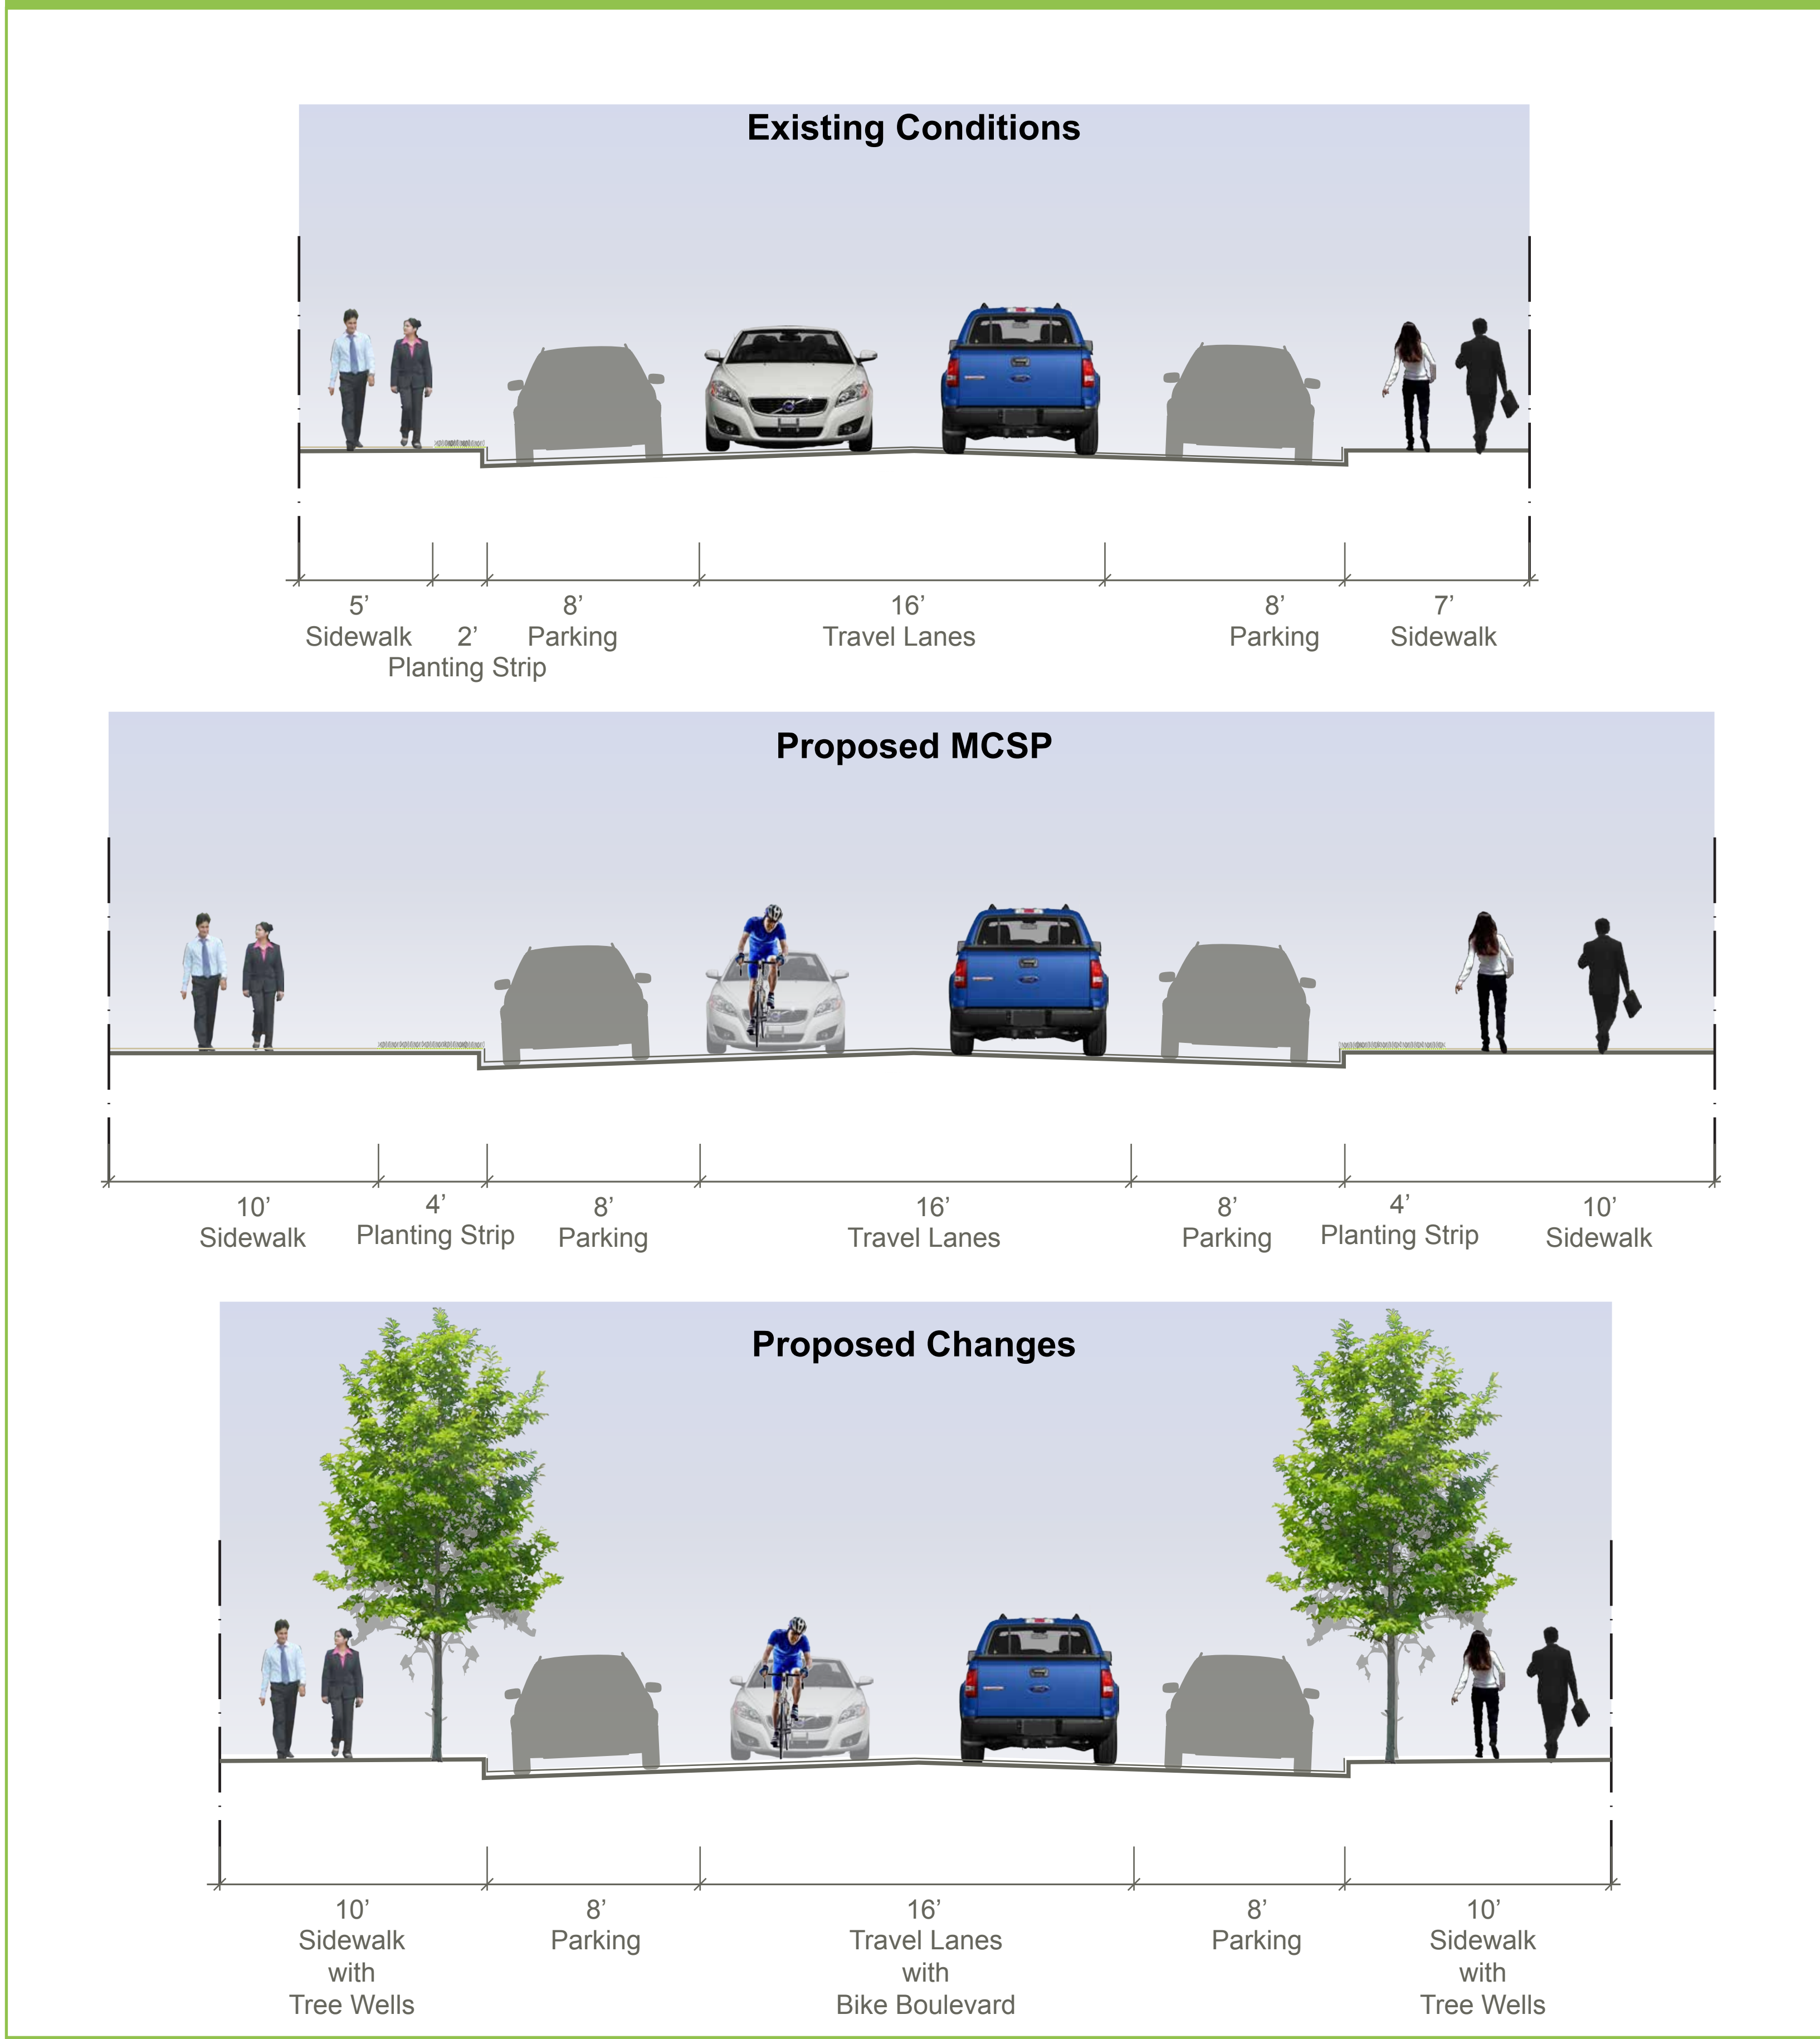 Existing Conditions
5’ 8’ 16’ 8’ 7’
Sidewalk 2’ Parking Travel Lanes Parking Sidewalk
Planting Strip
Proposed MCSP
10’ 4’ 8’ 16’ 8’ 4’ 10’
Sidewalk Planting Strip Parking Travel Lanes Parking Planting Strip Sidewalk
Proposed Changes
10’ 8’ 16’ 8’ 10’
Sidewalk Parking Travel Lanes Parking Sidewalk
with with with
Tree Wells Bike Boulevard Tree Wells